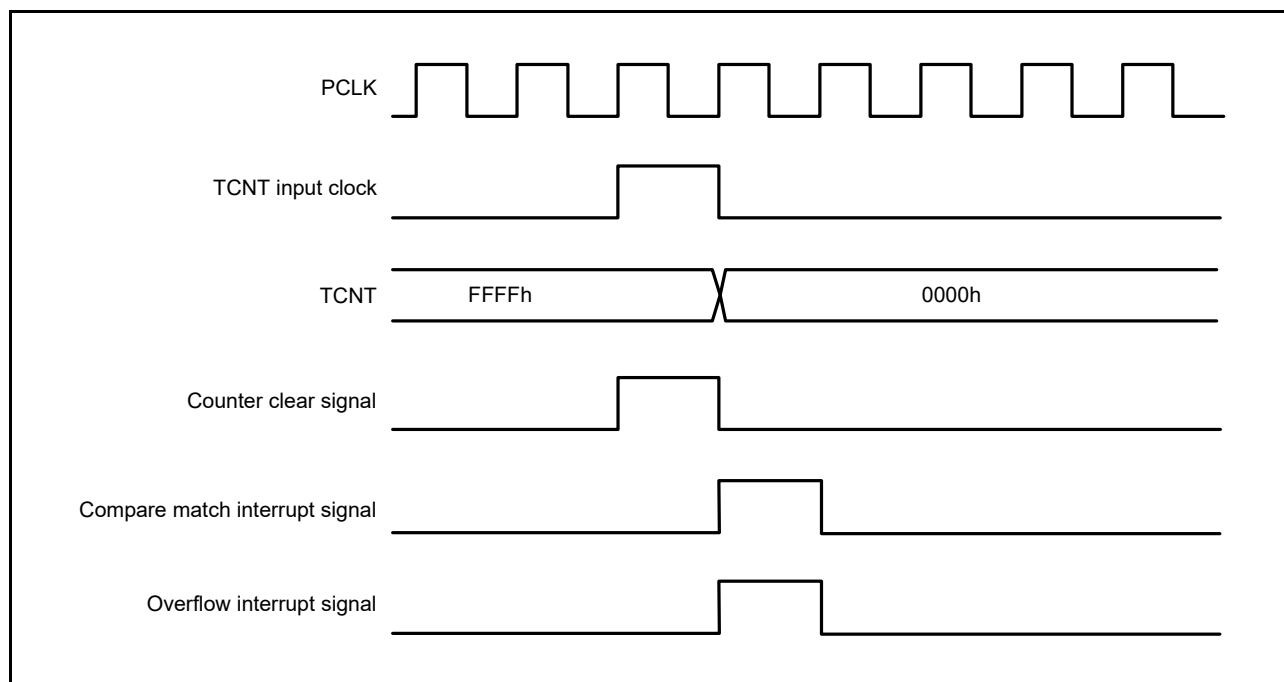 PCLK
TCNT input clock
TCNT
FFFFh
0000h
Counter clear signal
Compare match interrupt signal
Overflow interrupt signal